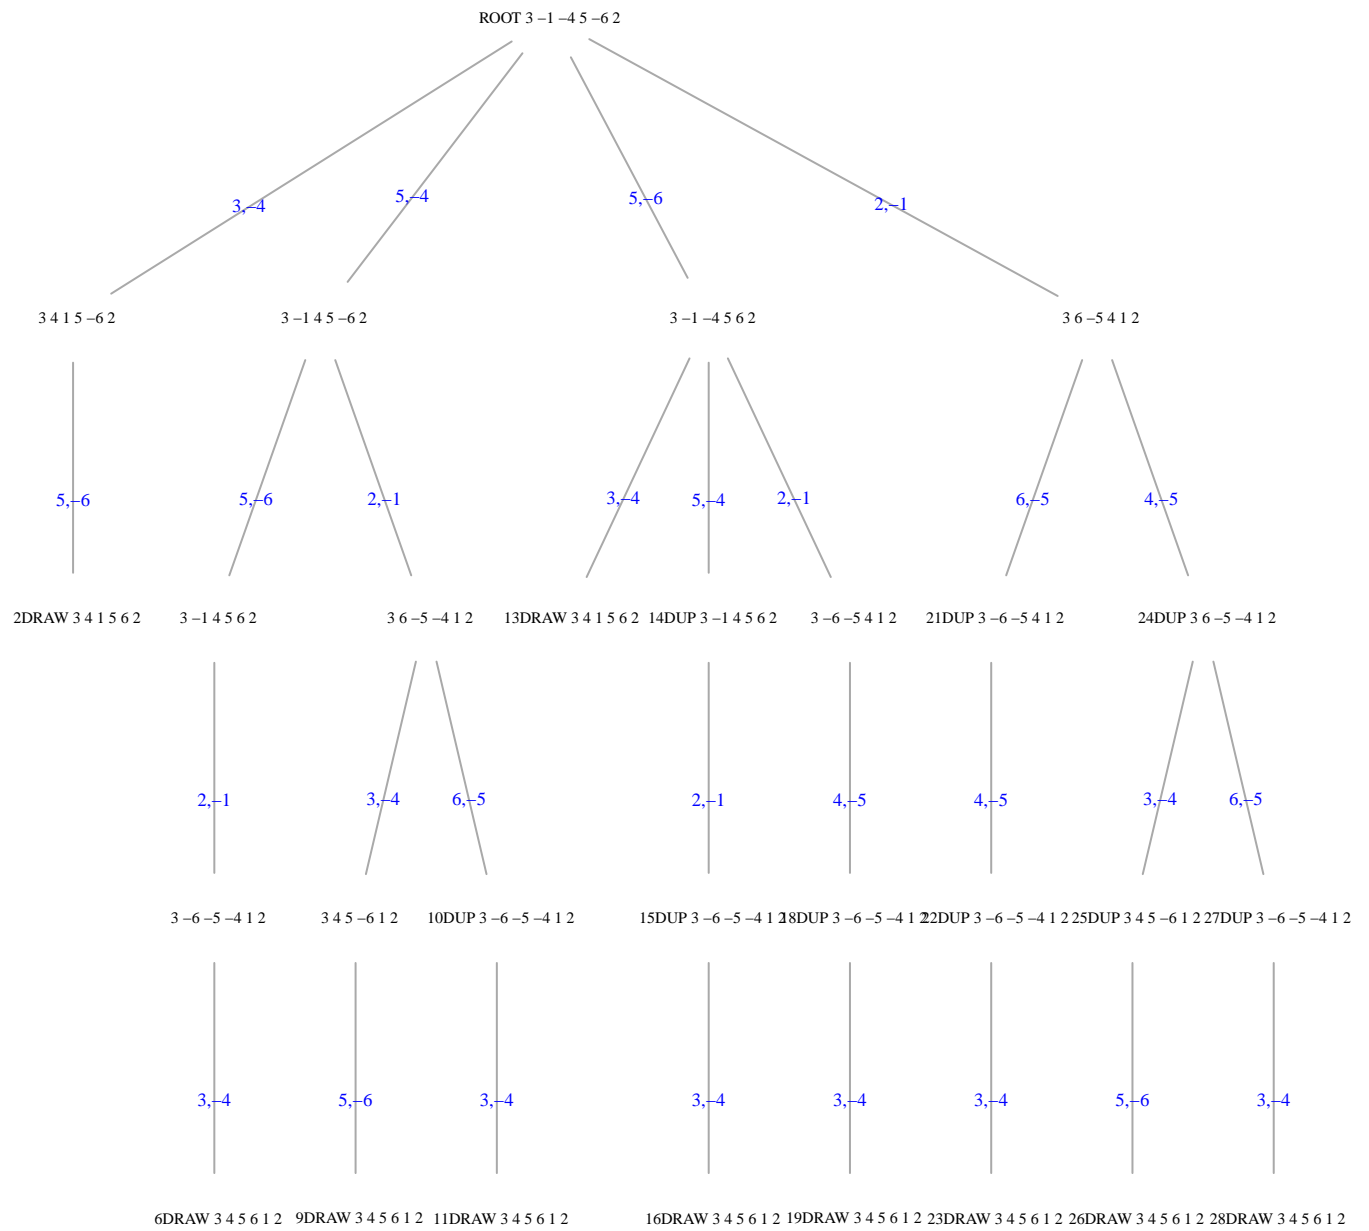 ROOT 3 −1 −4 5 −6 2
3,−4 5,−4 5,−6 2,−1
3 4 1 5 −6 2 3 −1 4 5 −6 2 3 −1 −4 5 6 2 3 6 −5 4 1 2
5,−6 5,−6 2,−1 3,−4 5,−4 2,−1 6,−5 4,−5
2DRAW 3 4 1 5 6 2 3 −1 4 5 6 2 3 6 −5 −4 1 2 13DRAW 3 4 1 5 6 2 14DUP 3 −1 4 5 6 2 3 −6 −5 4 1 2 21DUP 3 −6 −5 4 1 2 24DUP 3 6 −5 −4 1 2
2,−1 3,−4 6,−5 2,−1 4,−5 4,−5 3,−4 6,−5
3 −6 −5 −4 1 2 3 4 5 −6 1 2 10DUP 3 −6 −5 −4 1 2 15DUP 3 −6 −5 −4 1 2 18DUP 3 −6 −5 −4 1 2 22DUP 3 −6 −5 −4 1 2 25DUP 3 4 5 −6 1 2 27DUP 3 −6 −5 −4 1 2
3,−4 5,−6 3,−4 3,−4 3,−4 3,−4 5,−6 3,−4
6DRAW 3 4 5 6 1 2 9DRAW 3 4 5 6 1 2 11DRAW 3 4 5 6 1 2 16DRAW 3 4 5 6 1 2 19DRAW 3 4 5 6 1 2 23DRAW 3 4 5 6 1 2 26DRAW 3 4 5 6 1 2 28DRAW 3 4 5 6 1 2